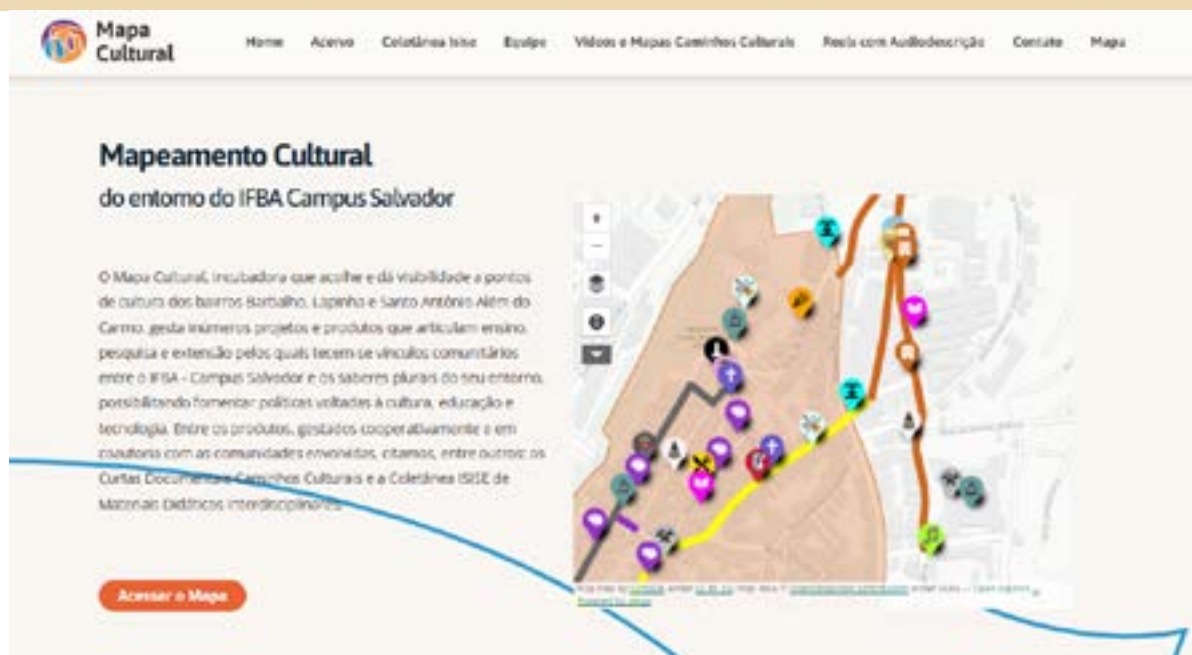 Mapa
Cultural
Home Acervo Coletânea Isise Equipe Vídeos e Mapas Caminhos Culturais Reels com Audiodescrição Contato Mapa
Mapeamento Cultural
do entorno do IFBA Campus Salvador
O Mapa Cultural, incubadora que acolhe e dá visibilidade a pontos
de cultura dos bairros Barbalho, Lapinha e Santo Antônio Além do
Carmo, gesta inúmeros projetos e produtos que articulam ensino,
pesquisa e extensão pelos quais tecem-se vínculos comunitários
entre o IFBA - Campus Salvador e os saberes plurais do seu entorno,
possibilitando fomentar políticas voltadas à cultura, educação e
tecnologia. Entre os produtos, gestados cooperativamente e em
coautoria com as comunidades envolvidas, citamos, entre outros: os
Curtas Documentais Caminhos Culturais e a Coletânea ISISE de
Materiais Didáticos Interdisciplinares.
Acessar o Mapa